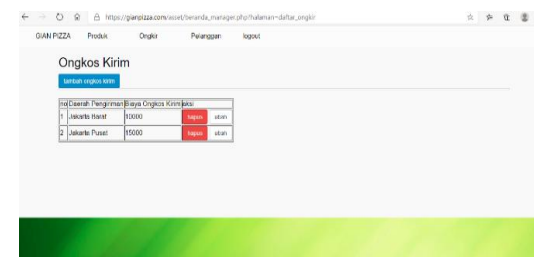 https://gianpizza.com/asset/beranda_manager.php?halaman=daftar_ongkir
GIAN PIZZA Produk Ongkir Pelanggan logout
Ongkos Kirim
tambah ongkos kirim
no Daerah Pengiriman Biaya Ongkos Kirim aksi
1 Jakarta Barat 10000 hapus ubah
2 Jakarta Pusat 15000 hapus ubah